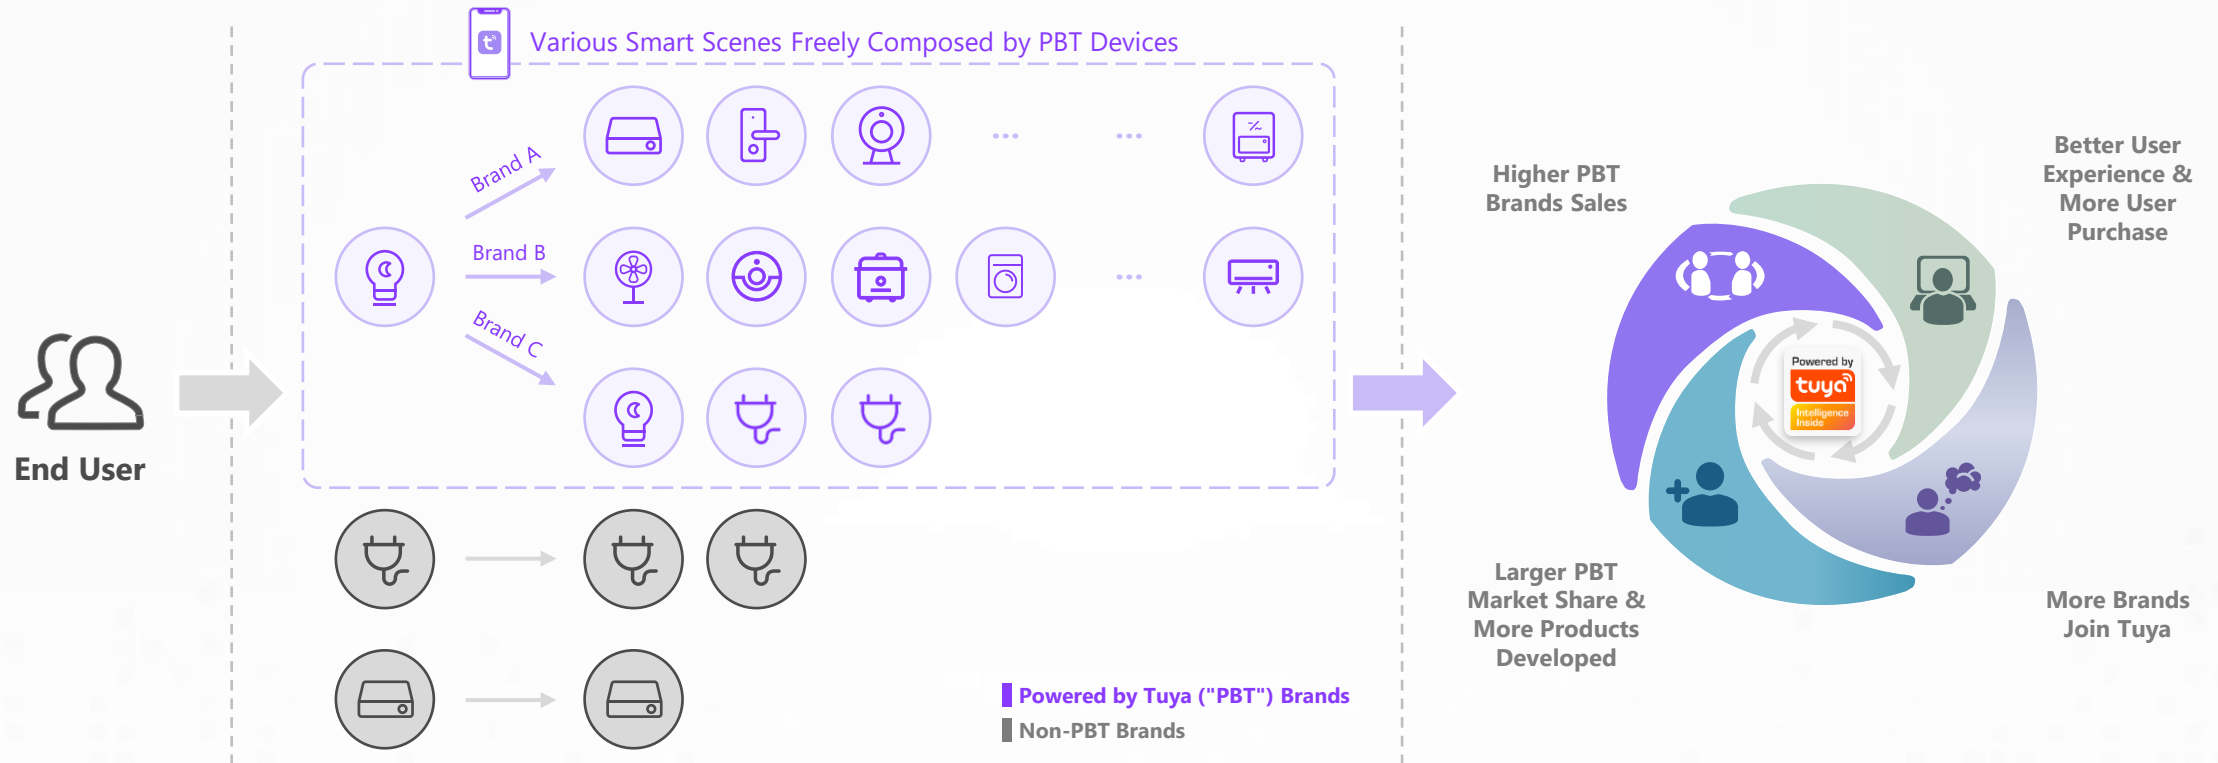 Various Smart Scenes Freely Composed by PBT Devices
Brand A
Brand B
Brand C
End User
Powered by Tuya ("PBT") Brands
Non-PBT Brands
Higher PBT
Brands Sales
Better User
Experience &
More User
Purchase
Powered by
tuya
Intelligence
Inside
Larger PBT
Market Share &
More Products
Developed
More Brands
Join Tuya